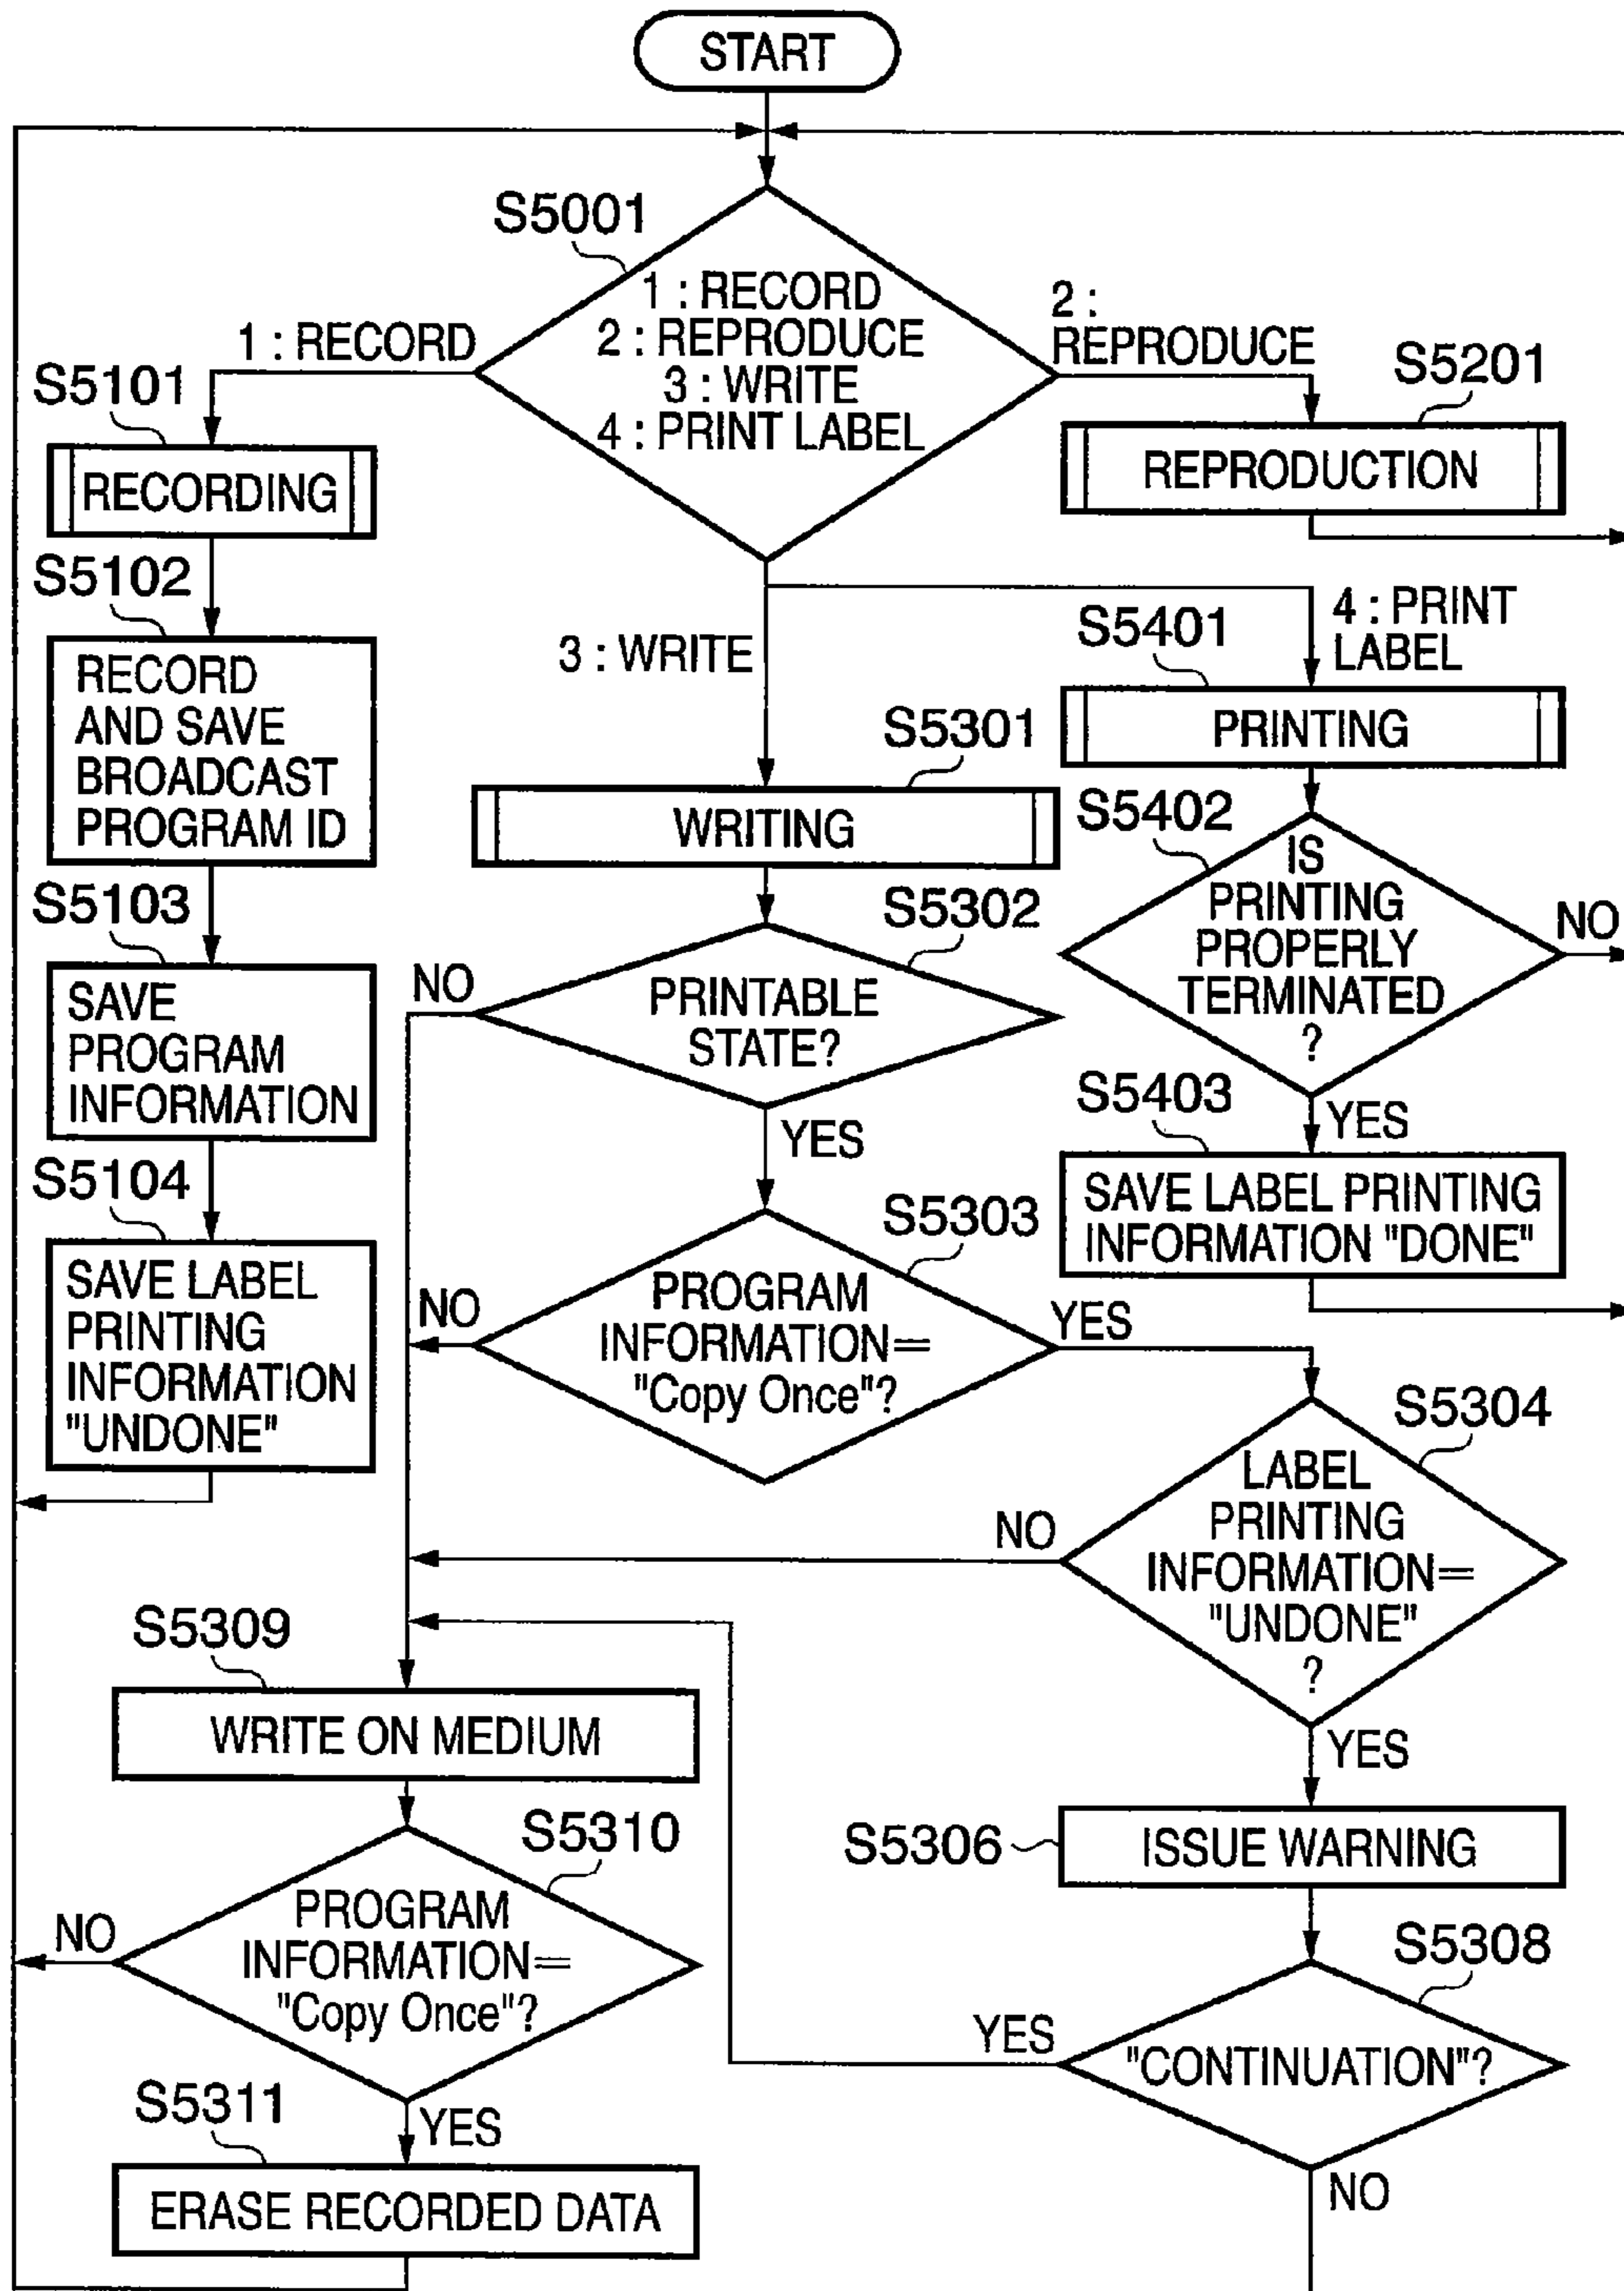 START
S5001
1 : RECORD
2 : REPRODUCE
3 : WRITE
4 : PRINT LABEL
1 : RECORD
2 :
REPRODUCE
S5101
RECORDING
S5201
REPRODUCTION
S5102
RECORD
AND SAVE
BROADCAST
PROGRAM ID
3 : WRITE
4 : PRINT
LABEL
S5401
PRINTING
S5301
WRITING
S5402
IS
PRINTING
PROPERLY
TERMINATED
?
NO
S5103
SAVE
PROGRAM
INFORMATION
S5302
NO
PRINTABLE
STATE?
YES
YES
S5403
SAVE LABEL PRINTING
INFORMATION "DONE"
S5104
SAVE LABEL
PRINTING
INFORMATION
"UNDONE"
S5303
NO
PROGRAM
INFORMATION=
"Copy Once"?
YES
S5304
NO
LABEL
PRINTING
INFORMATION=
"UNDONE"
?
YES
S5309
WRITE ON MEDIUM
S5306
ISSUE WARNING
S5310
NO
PROGRAM
INFORMATION=
"Copy Once"?
YES
S5308
YES
"CONTINUATION"?
NO
S5311
ERASE RECORDED DATA